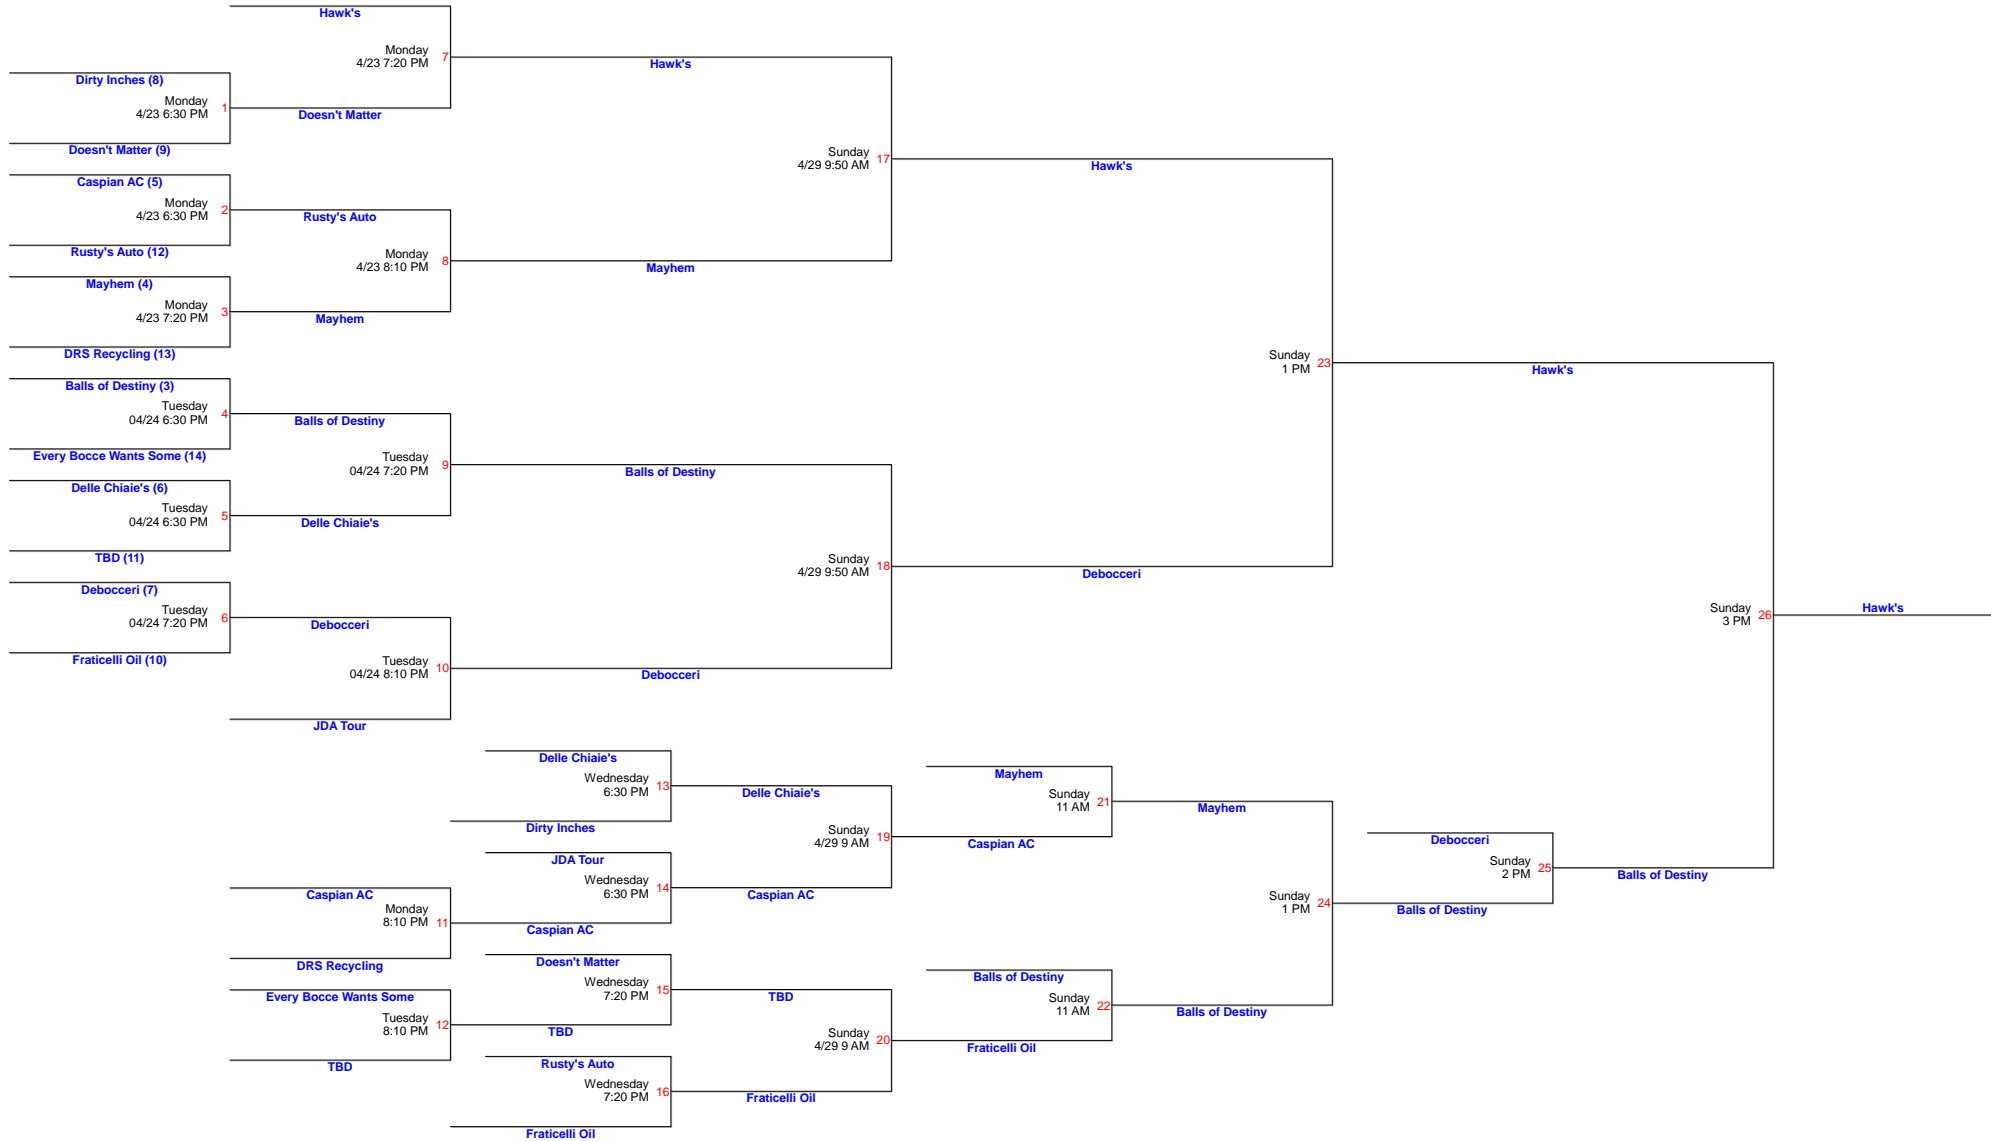 Hawk's
Monday
4/23 7:20 PM
7
Hawk's
Dirty Inches (8)
Monday
4/23 6:30 PM
1
Doesn't Matter
Doesn't Matter (9)
Sunday
4/29 9:50 AM
17
Hawk's
Caspian AC (5)
Monday
4/23 6:30 PM
2
Rusty's Auto
Rusty's Auto (12)
Monday
4/23 8:10 PM
8
Mayhem
Mayhem (4)
Monday
4/23 7:20 PM
3
Mayhem
DRS Recycling (13)
Sunday
1 PM
23
Hawk's
Balls of Destiny (3)
Tuesday
04/24 6:30 PM
4
Balls of Destiny
Every Bocce Wants Some (14)
Tuesday
04/24 7:20 PM
9
Balls of Destiny
Delle Chiaie's (6)
Tuesday
04/24 6:30 PM
5
Delle Chiaie's
TBD (11)
Sunday
4/29 9:50 AM
18
Debocceri
Debocceri (7)
Tuesday
04/24 7:20 PM
6
Debocceri
Fraticelli Oil (10)
Tuesday
04/24 8:10 PM
10
Debocceri
JDA Tour
Sunday
3 PM
26
Hawk's
Delle Chiaie's
Wednesday
6:30 PM
13
Delle Chiaie's
Dirty Inches
Mayhem
Sunday
11 AM
21
Mayhem
Sunday
4/29 9 AM
19
Caspian AC
JDA Tour
Wednesday
6:30 PM
14
Caspian AC
Caspian AC
Monday
8:10 PM
11
Caspian AC
DRS Recycling
Debocceri
Sunday
2 PM
25
Balls of Destiny
Sunday
1 PM
24
Balls of Destiny
Doesn't Matter
Wednesday
7:20 PM
15
TBD
Every Bocce Wants Some
Tuesday
8:10 PM
12
TBD
TBD
Balls of Destiny
Sunday
11 AM
22
Balls of Destiny
Sunday
4/29 9 AM
20
Fraticelli Oil
Rusty's Auto
Wednesday
7:20 PM
16
Fraticelli Oil
Fraticelli Oil